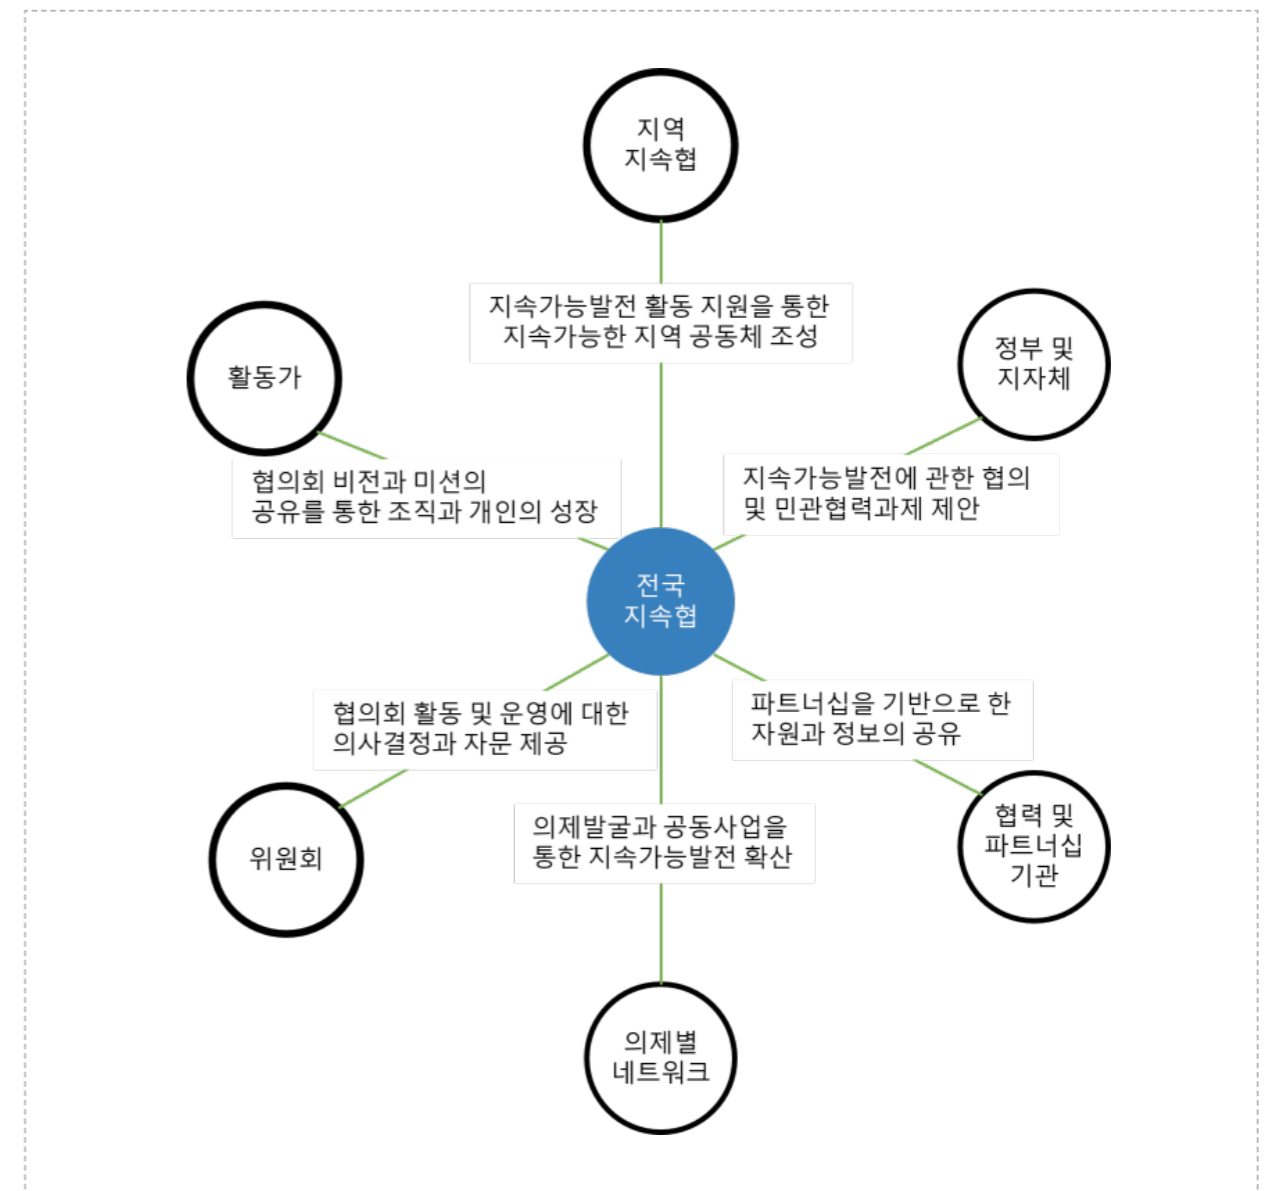 지역
지속협
지속가능발전 활동 지원을 통한
지속가능한 지역 공동체 조성
활동가
정부 및
지자체
협의회 비전과 미션의
공유를 통한 조직과 개인의 성장
지속가능발전에 관한 협의
및 민관협력과제 제안
전국
지속협
협의회 활동 및 운영에 대한
의사결정과 자문 제공
파트너십을 기반으로 한
자원과 정보의 공유
위원회
의제발굴과 공동사업을
통한 지속가능발전 확산
협력 및
파트너십
기관
의제별
네트워크